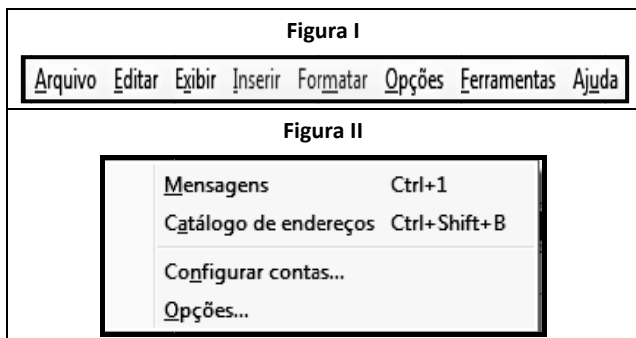 Figura I
Arquivo Editar Exibir Inserir Formatar Opções Ferramentas Ajuda
Figura II
Mensagens Ctrl+1
Catálogo de endereços Ctrl+Shift+B
Configurar contas...
Opções...